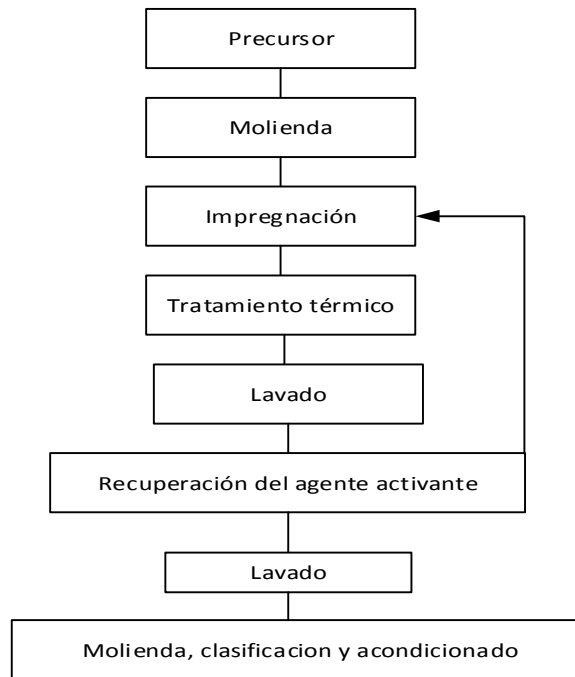 Precursor
Molienda
Impregnación
Tratamiento térmico
Lavado
Recuperación del agente activante
Lavado
Molienda, clasificacion y acondicionado